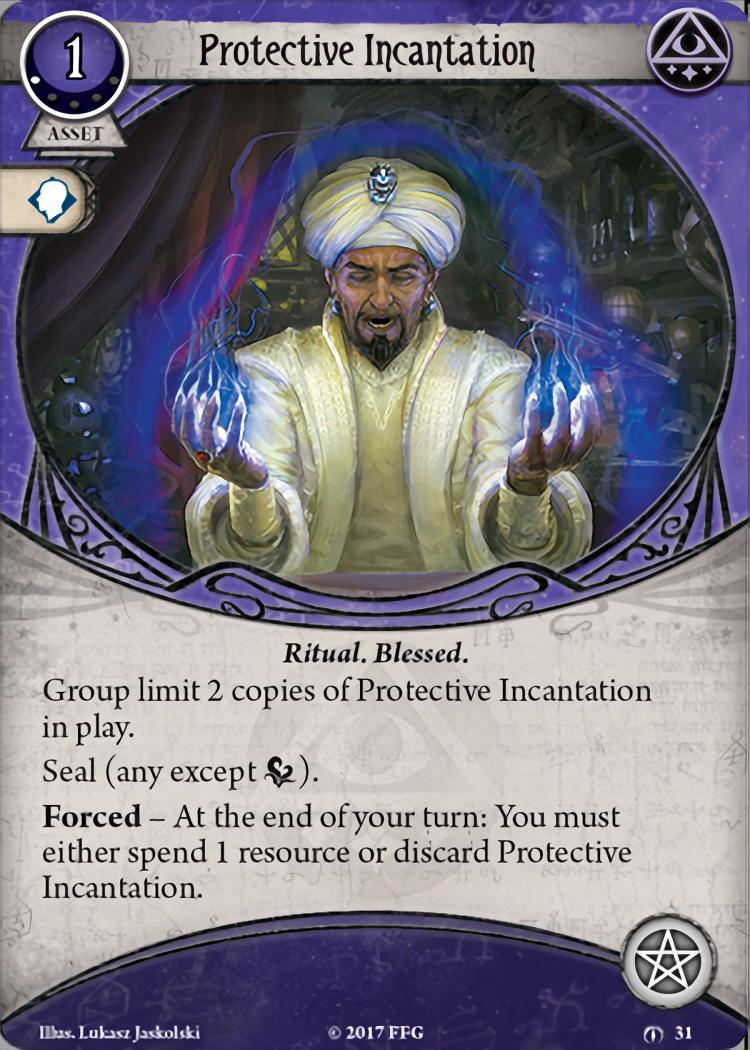 1
Protective Incantation
ASSET
Ritual. Blessed.
Group limit 2 copies of Protective Incantation
in play.
Seal (any except ).
Forced – At the end of your turn: You must
either spend 1 resource or discard Protective
Incantation.
Illus. Lukasz Jaskolski
© 2017 FFG
31